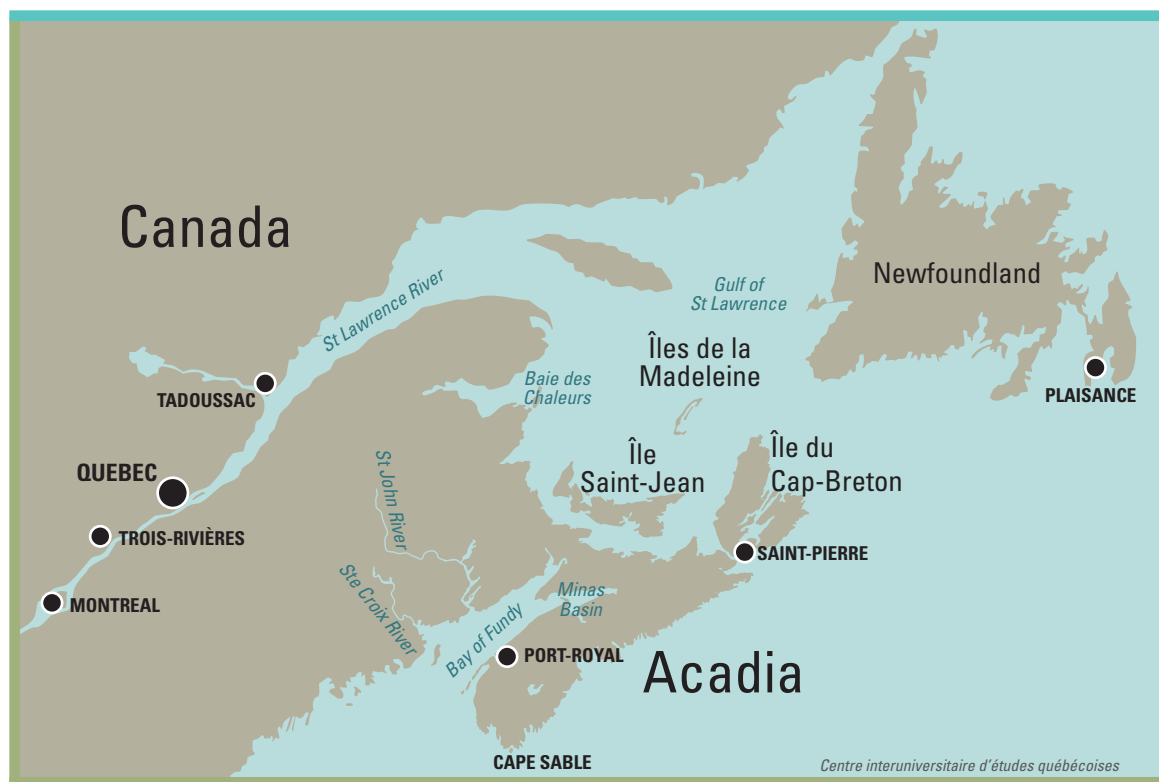 Canada
St Lawrence River
Gulf of
St Lawrence
Newfoundland
Îles de la
Madeleine
Baie des
Chaleurs
TADOUSSAC
PLAISANCE
QUEBEC
St John River
Île
Saint-Jean
Île du
Cap-Breton
TROIS-RIVIÈRES
SAINT-PIERRE
MONTREAL
Ste Croix River
Minas
Basin
Bay of Fundy
PORT-ROYAL
Acadia
CAPE SABLE
Centre interuniversitaire d'études québécoises